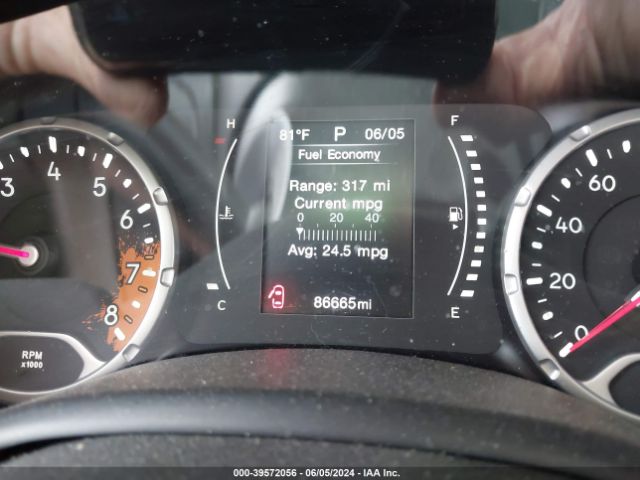 H
81°F P 06/05
F
Fuel Economy
Range: 317 mi
Current mpg
0 20 40
Avg: 24.5 mpg
86665mi
C
E
3 4 5 6 7 8
RPM
x1000
60
40
20
0
000-39572056 - 06/05/2024 - IAA Inc.